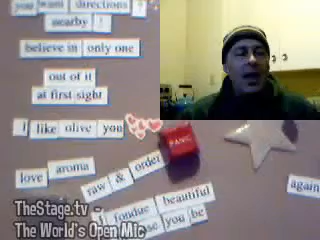 you want directions ?
nearby !
believe in only one
out of it
at first sight
I like olive you
PANIC
love aroma
raw & order
again
fondue beautiful
you be
TheStage.tv -
The World's Open Mic